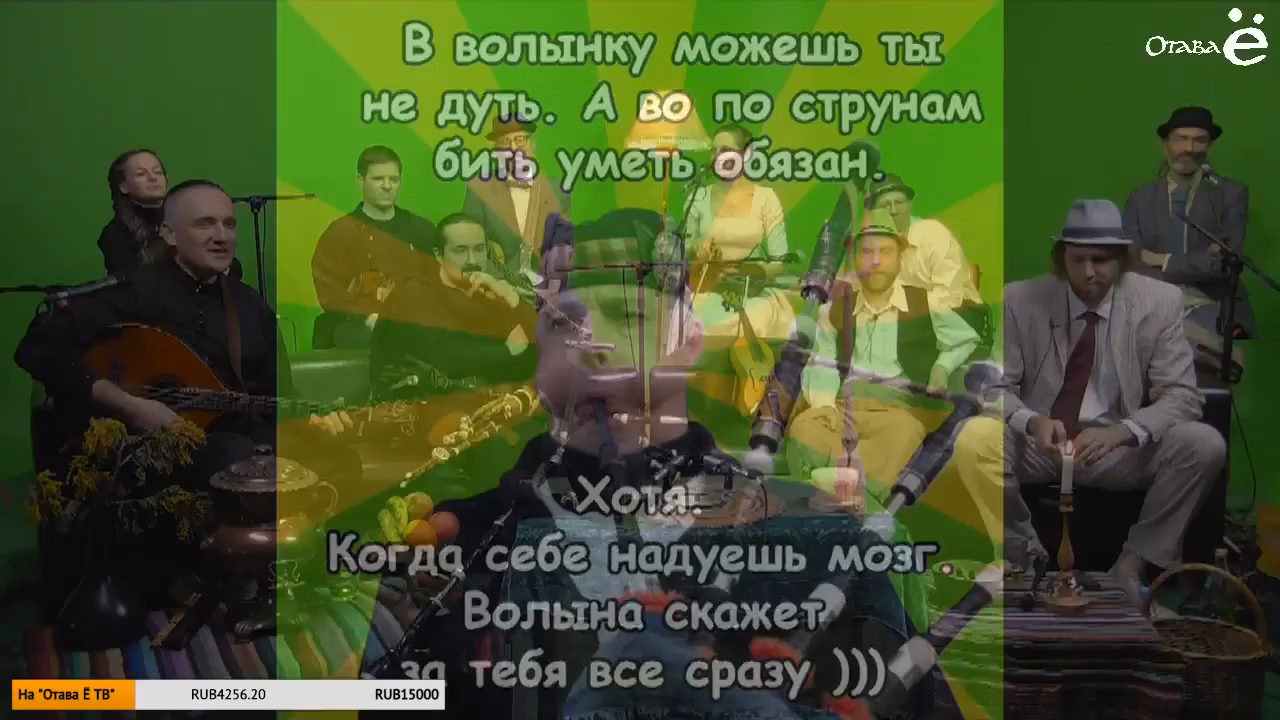 Отава
Ё
В волынку можешь ты
не дуть. А во по струнам
бить уметь обязан.
Хотя.
Когда себе надуешь мозг
Волына скажет
за тебя все сразу )))
На "Отава Ё ТВ" RUB4256.20 RUB15000